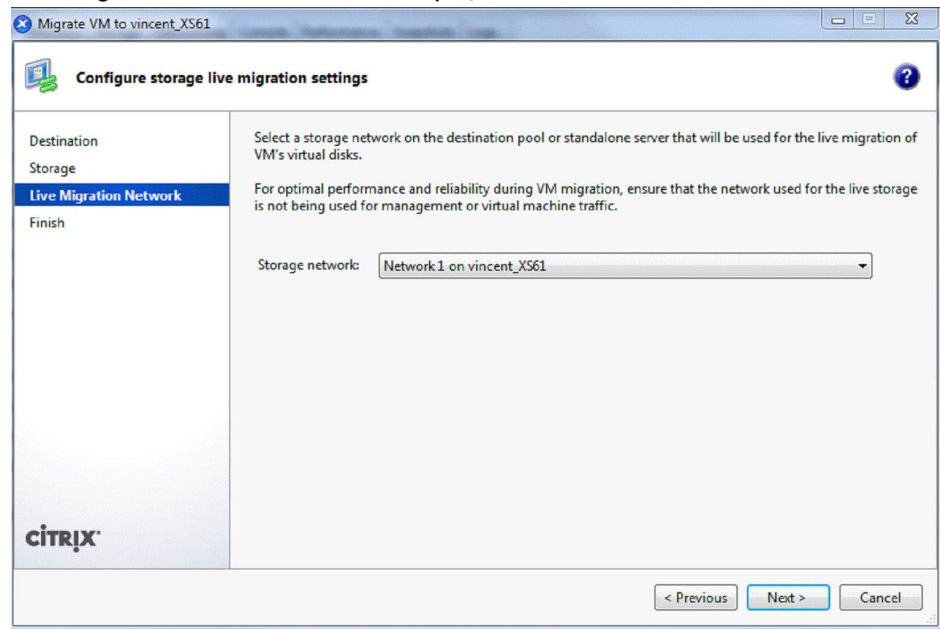 Migrate VM to vincent_XS61
Configure storage live migration settings
Destination
Storage
Live Migration Network
Finish
Select a storage network on the destination pool or standalone server that will be used for the live migration of
VM's virtual disks.
For optimal performance and reliability during VM migration, ensure that the network used for the live storage
is not being used for management or virtual machine traffic.
Storage network: Network 1 on vincent_XS61
CİTRIX
< Previous Next > Cancel